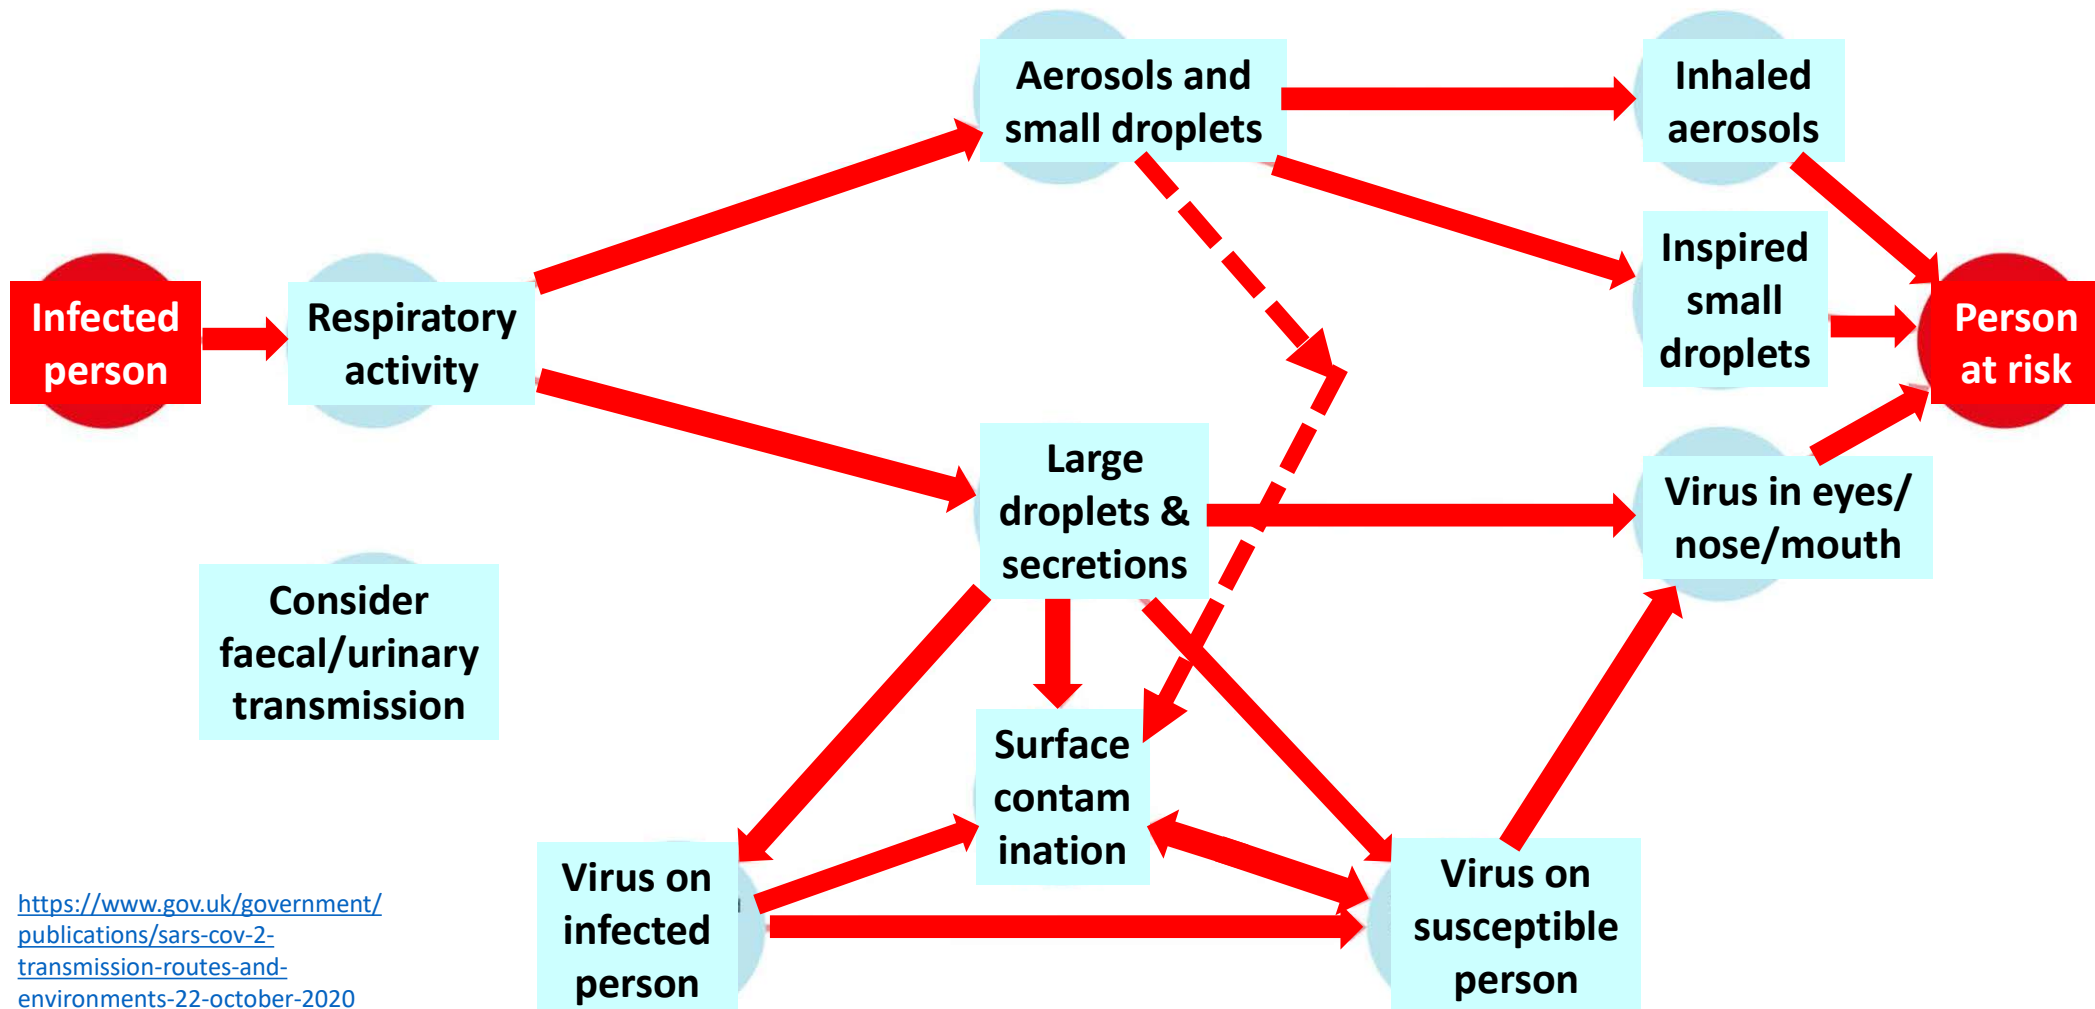 Aerosols and
small droplets
Inhaled
aerosols
Inspired
small
droplets
Infected
person
Respiratory
activity
Person
at risk
Large
droplets &
secretions
Virus in eyes/
nose/mouth
Consider
faecal/urinary
transmission
Surface
contam
ination
Virus on
infected
person
Virus on
susceptible
person
https://www.gov.uk/government/
publications/sars-cov-2-
transmission-routes-and-
environments-22-october-2020